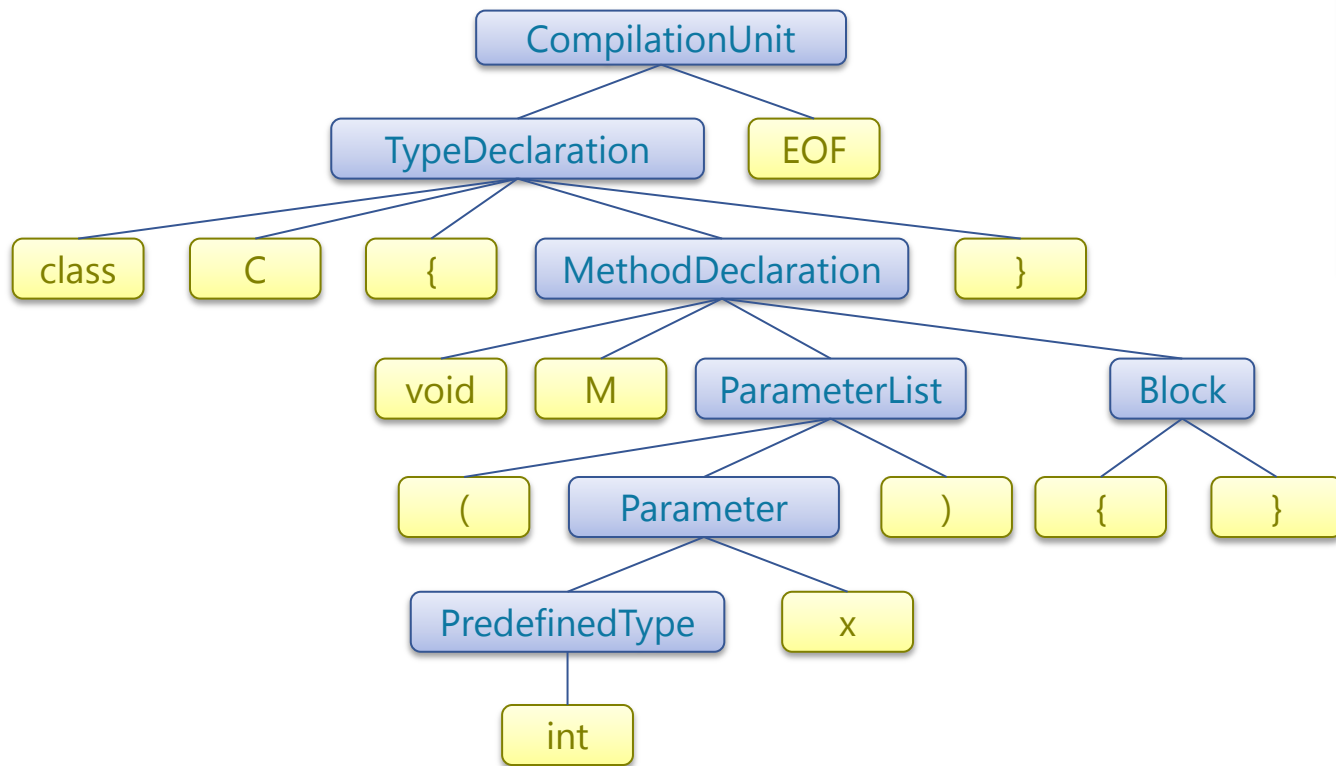 CompilationUnit
TypeDeclaration EOF
class C { MethodDeclaration }
void M ParameterList Block
( Parameter ) { }
PredefinedType x
int